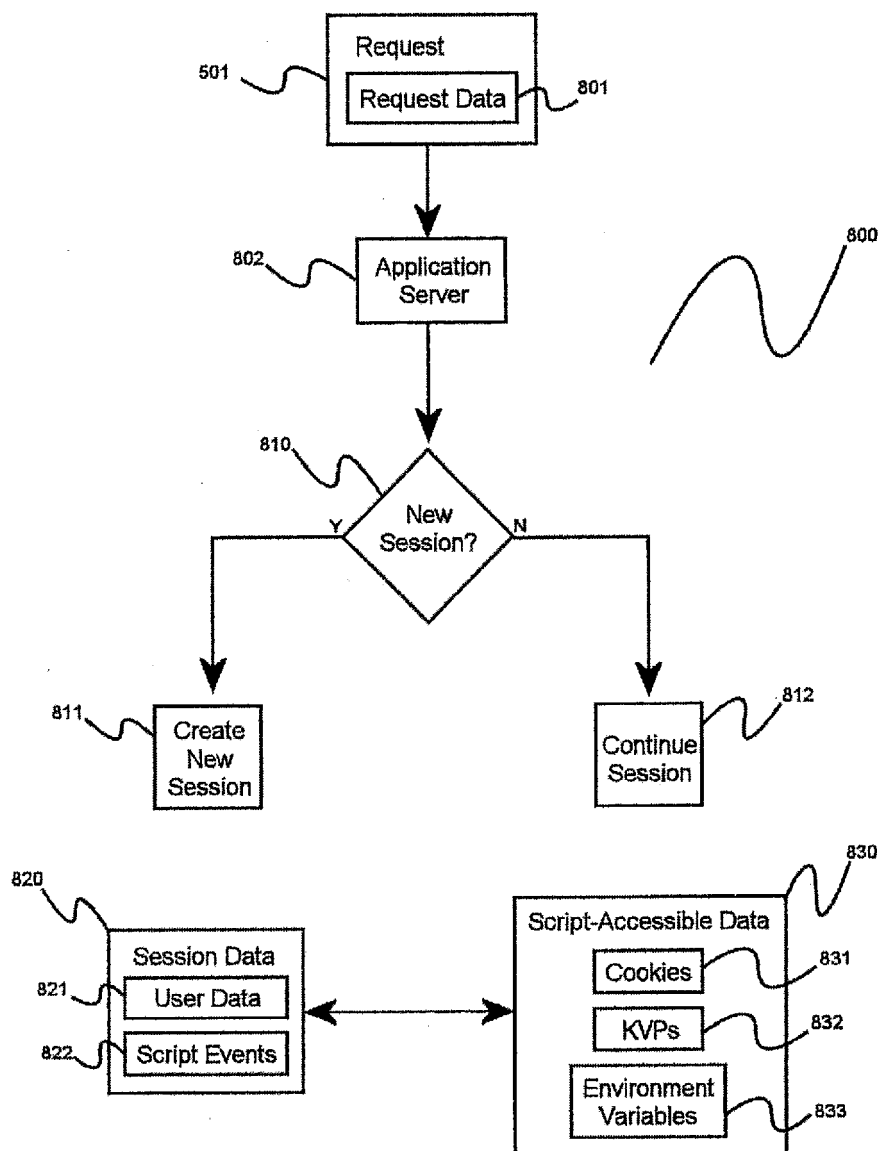 Request
501
Request Data
801
802
Application
Server
800
810
New
Session?
Y
N
811
Create
New
Session
812
Continue
Session
820
830
Session Data
Script-Accessible Data
821
User Data
Cookies
831
822
Script Events
KVPs
832
Environment
Variables
833